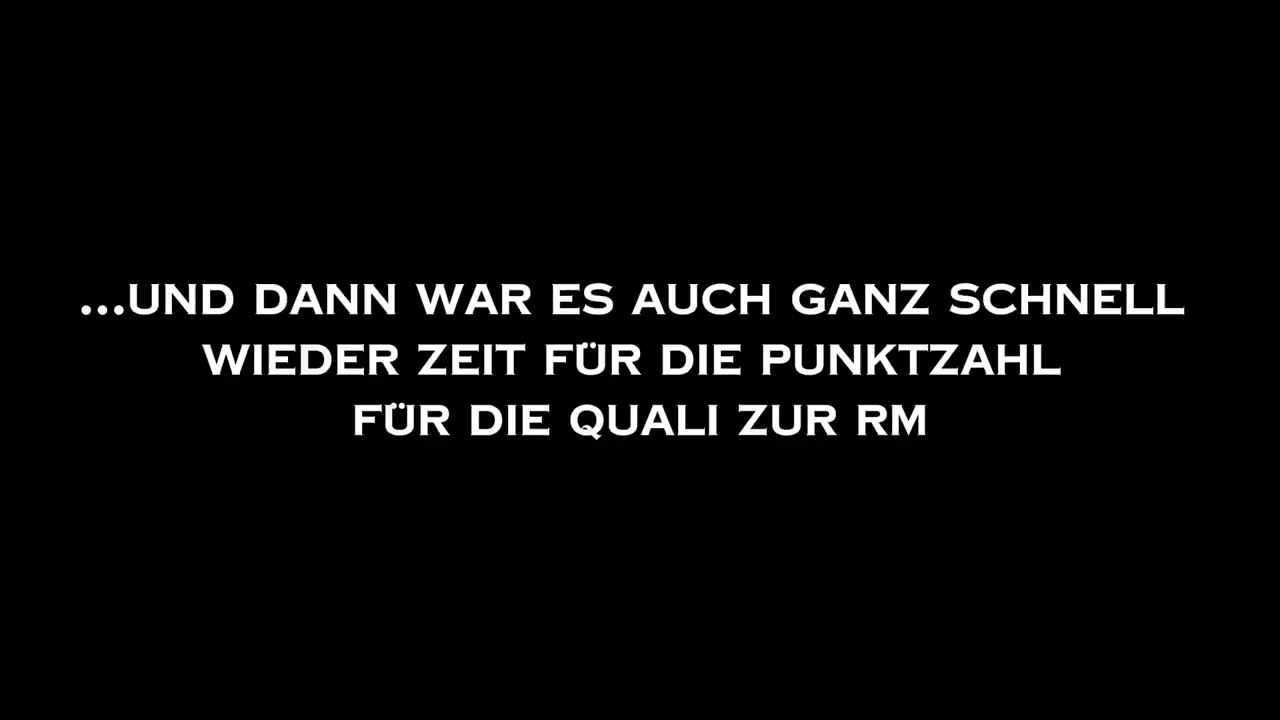 ...UND DANN WAR ES AUCH GANZ SCHNELL
WIEDER ZEIT FÜR DIE PUNKTZAHL
FÜR DIE QUALI ZUR RM